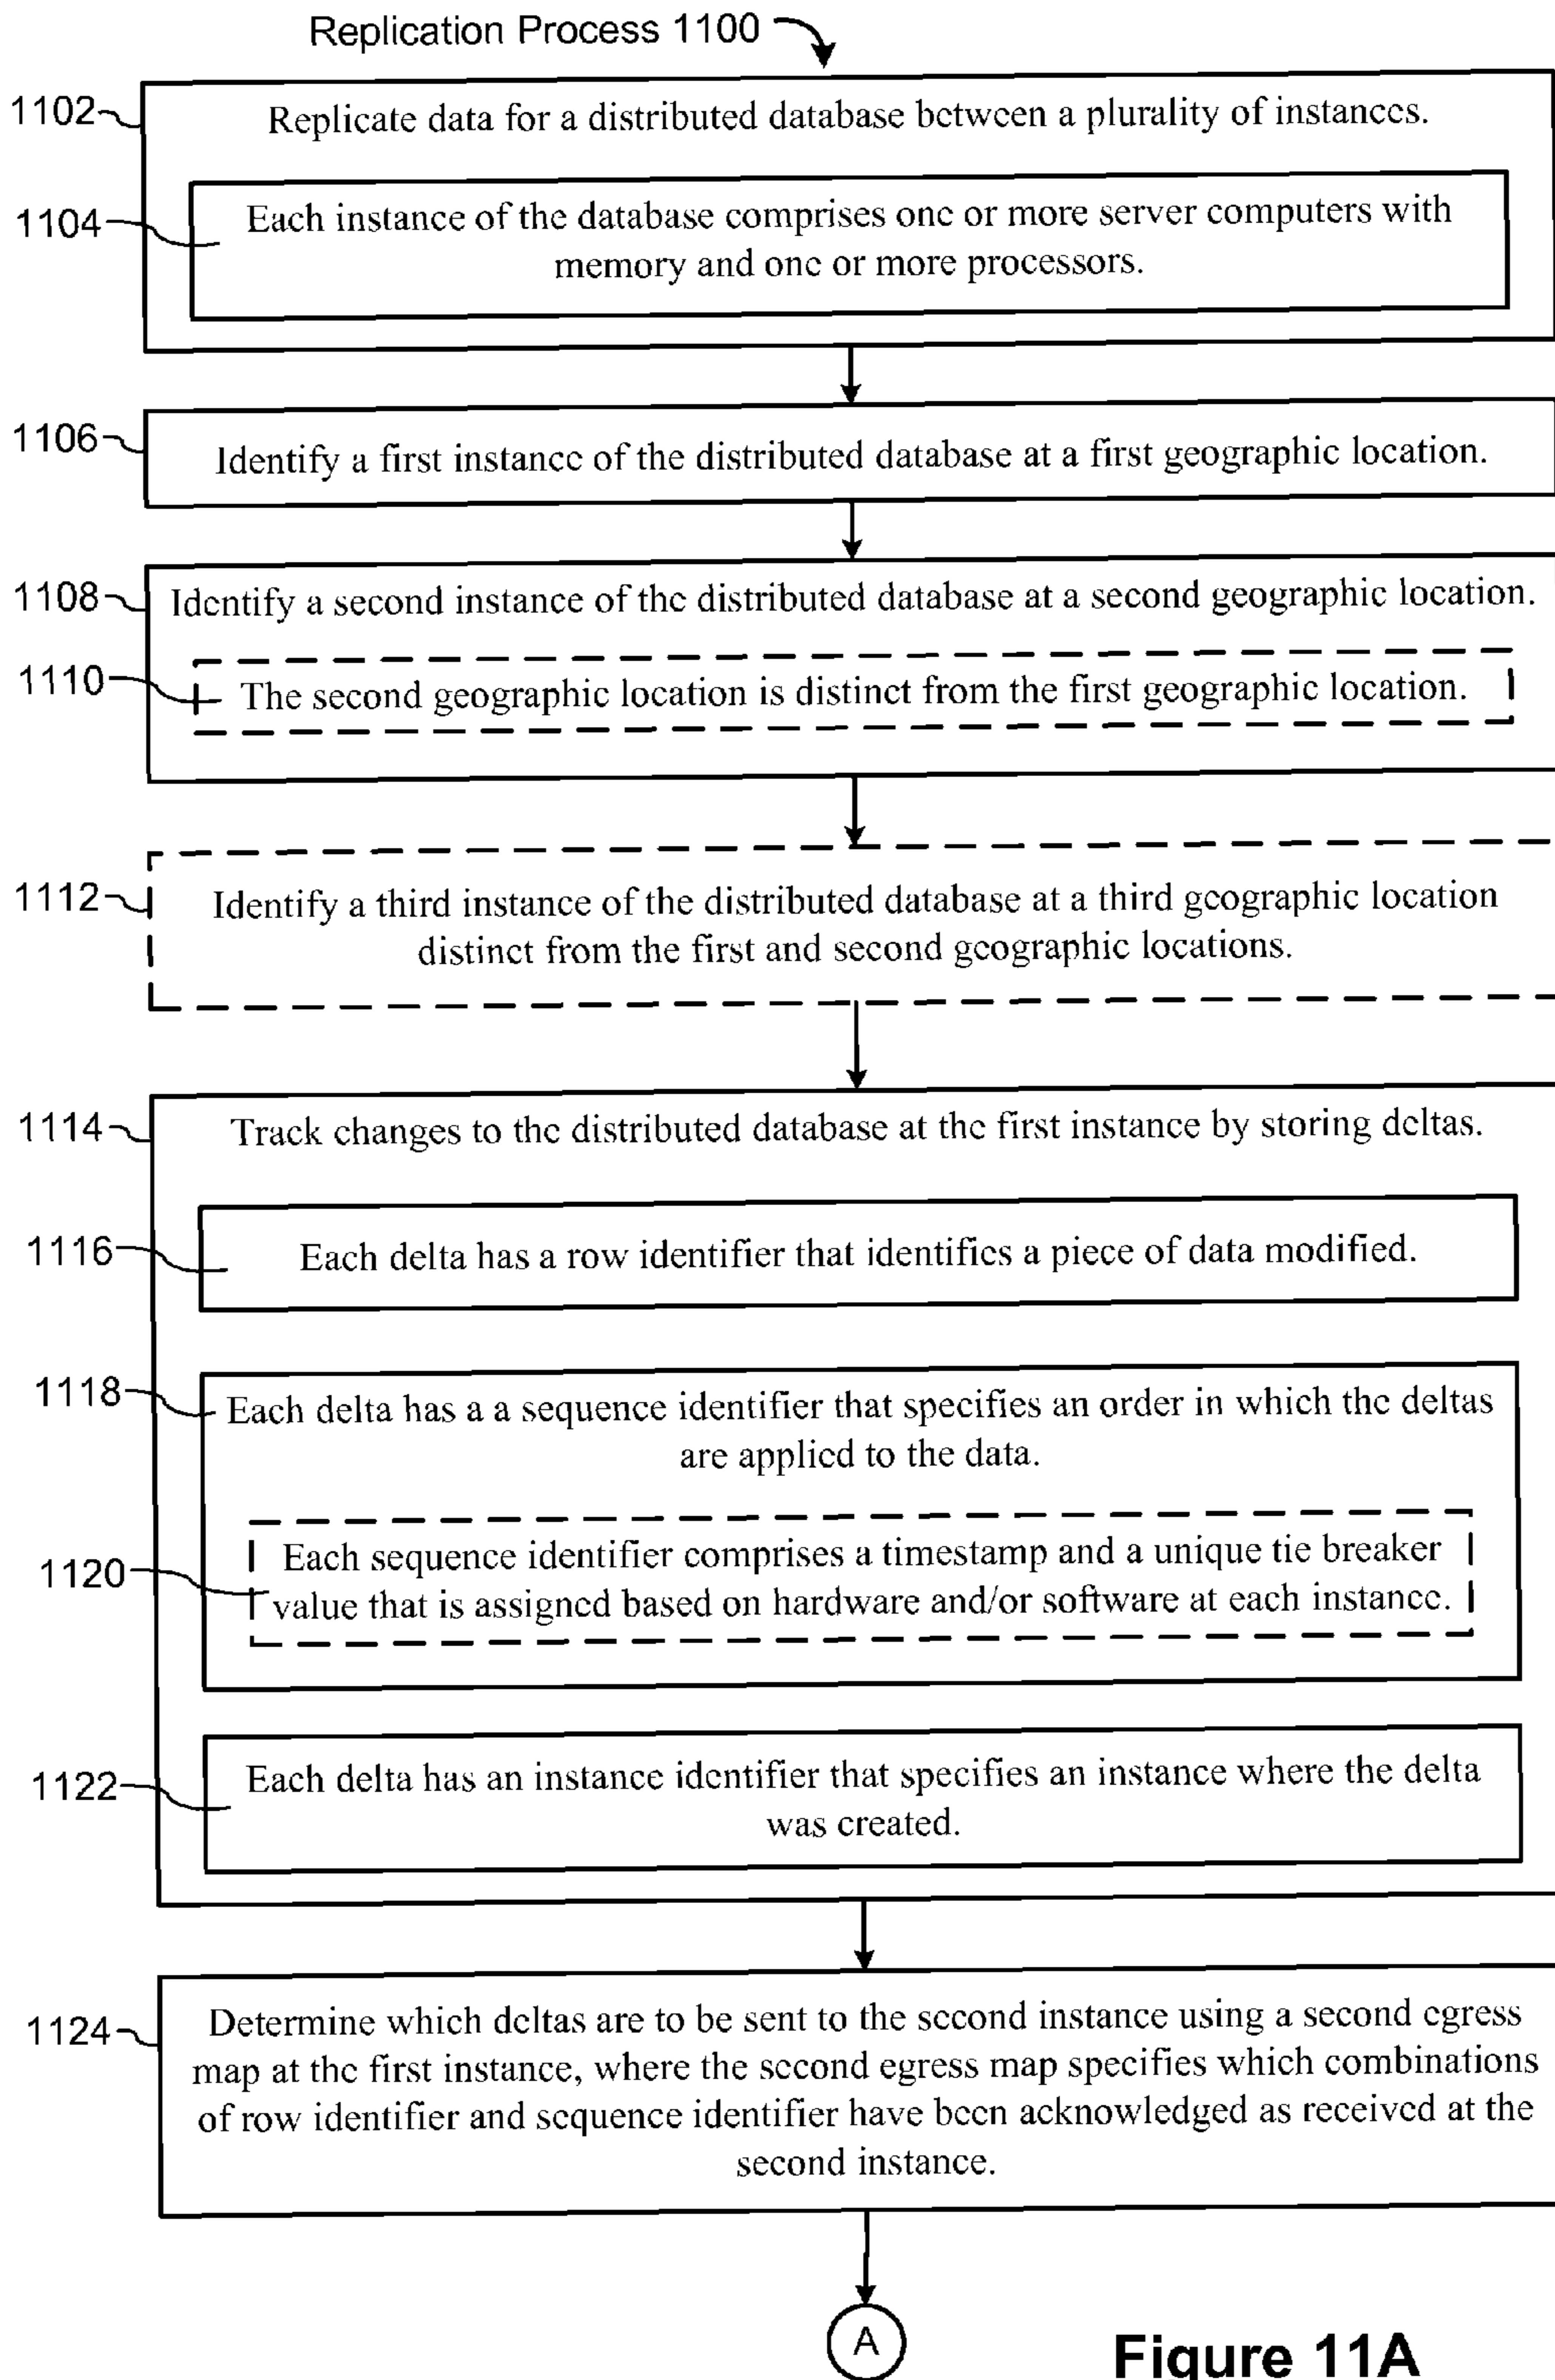 Replication Process 1100
1102
Replicate data for a distributed database between a plurality of instances.
1104
Each instance of the database comprises one or more server computers with
memory and one or more processors.
1106
Identify a first instance of the distributed database at a first geographic location.
1108
Identify a second instance of the distributed database at a second geographic location.
1110
The second geographic location is distinct from the first geographic location.
1112
Identify a third instance of the distributed database at a third geographic location
distinct from the first and second geographic locations.
1114
Track changes to the distributed database at the first instance by storing deltas.
1116
Each delta has a row identifier that identifies a piece of data modified.
1118
Each delta has a a sequence identifier that specifies an order in which the deltas
are applied to the data.
1120
Each sequence identifier comprises a timestamp and a unique tie breaker
value that is assigned based on hardware and/or software at each instance.
1122
Each delta has an instance identifier that specifies an instance where the delta
was created.
1124
Determine which deltas are to be sent to the second instance using a second egress
map at the first instance, where the second egress map specifies which combinations
of row identifier and sequence identifier have been acknowledged as received at the
second instance.
A
Figure 11A